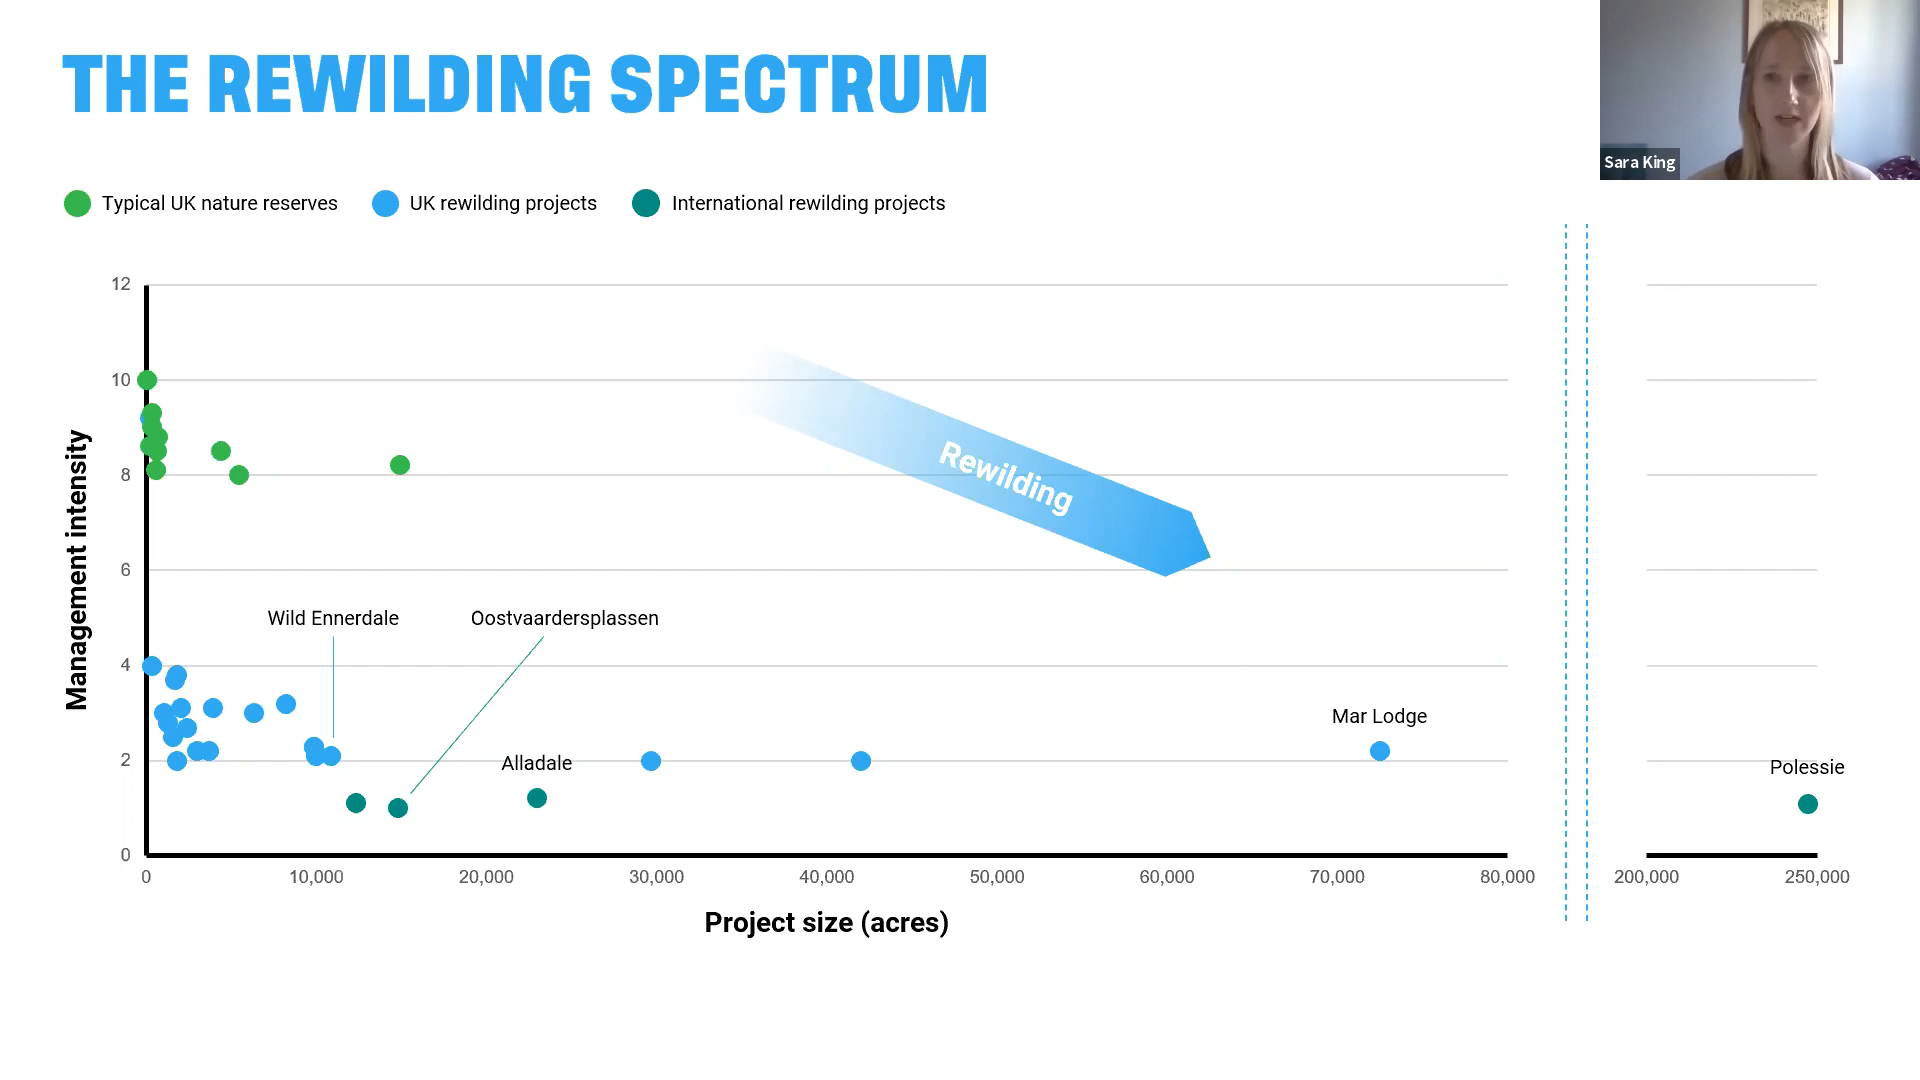 THE REWILDING SPECTRUM
Sara King
Typical UK nature reserves
UK rewilding projects
International rewilding projects
12
10
8
6
4
2
0
Management intensity
Rewilding
Wild Ennerdale
Oostvaardersplassen
Alladale
Mar Lodge
Polessie
0
10,000
20,000
30,000
40,000
50,000
60,000
70,000
80,000
200,000
250,000
Project size (acres)